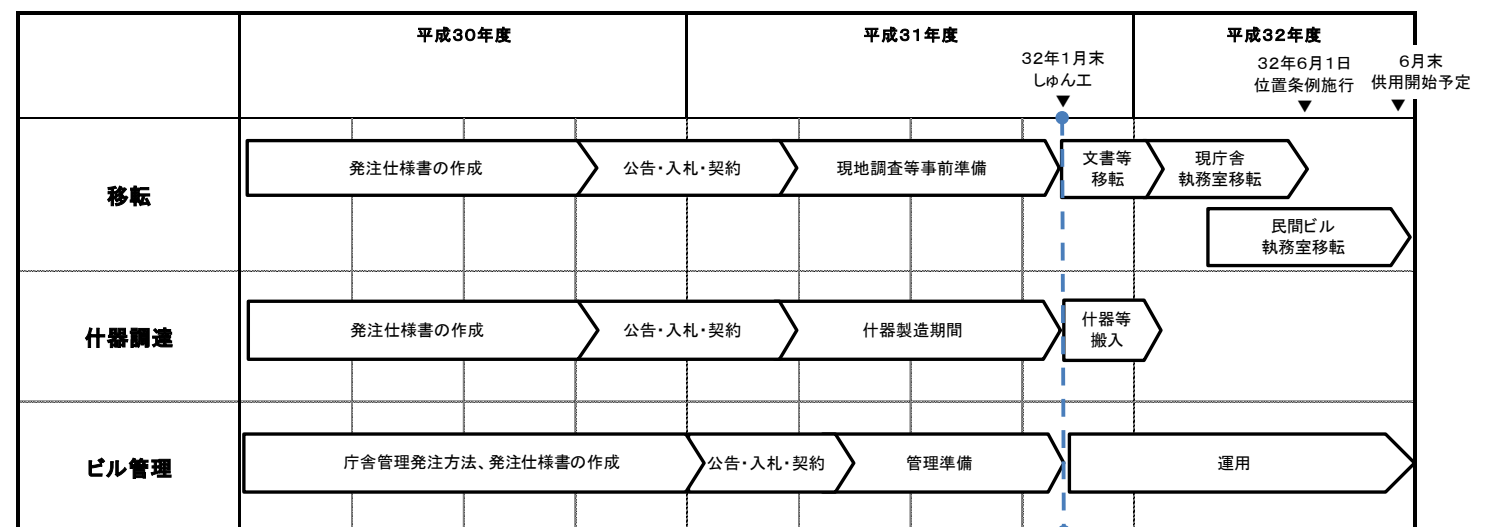 平成30年度
平成31年度
平成32年度
32年1月末
しゅん工
▼
32年6月1日
位置条例施行
▼
6月末
供用開始予定
▼
移転
発注仕様書の作成
公告・入札・契約
現地調査等事前準備
文書等
移転
現庁舎
執務室移転
民間ビル
執務室移転
什器調達
発注仕様書の作成
公告・入札・契約
什器製造期間
什器等
搬入
ビル管理
庁舎管理発注方法、発注仕様書の作成
公告・入札・契約
管理準備
運用